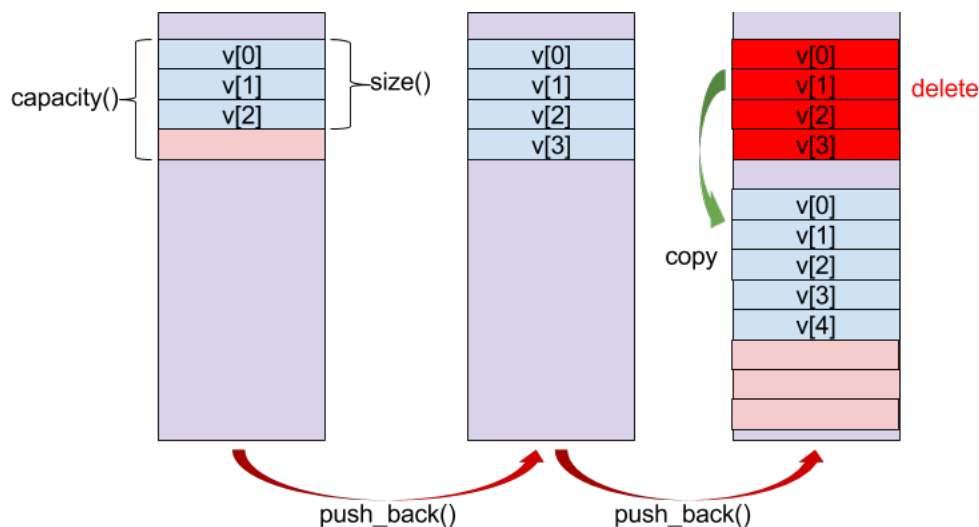 capacity()
v[0]
v[1]
v[2]
size()
v[0]
v[1]
v[2]
v[3]
v[0]
v[1]
v[2]
v[3]
delete
copy
v[0]
v[1]
v[2]
v[3]
v[4]
push_back()
push_back()